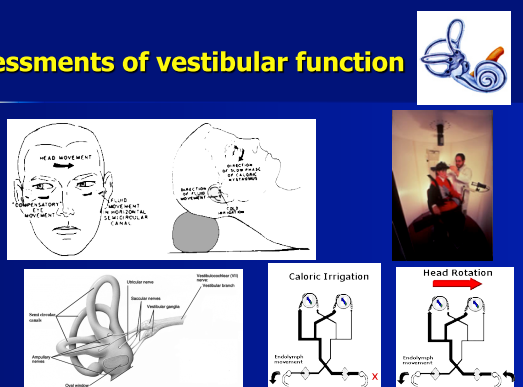 essments of vestibular function
HEAD MOVEMENT
COMPENSATORY
EYE
MOVEMENT
FLUID
MOVEMENT
IN HORIZONTAL
SEMICIRCULAR
CANAL
DIRECTION
OF SLOW PHASE
OF CALORIC
NYSTAGMUS
DIRECTION
OF FLUID
MOVEMENT
COLD
IRRIGATION
Vestibulocochlear (VIII)
nerve:
Vestibular branch
Utricular nerve
Saccular nerves
Vestibular ganglia
Semicircular
canals
Ampullary
nerves
Oval window
Caloric Irrigation
Endolymph
movement
X
Head Rotation
Endolymph
movement